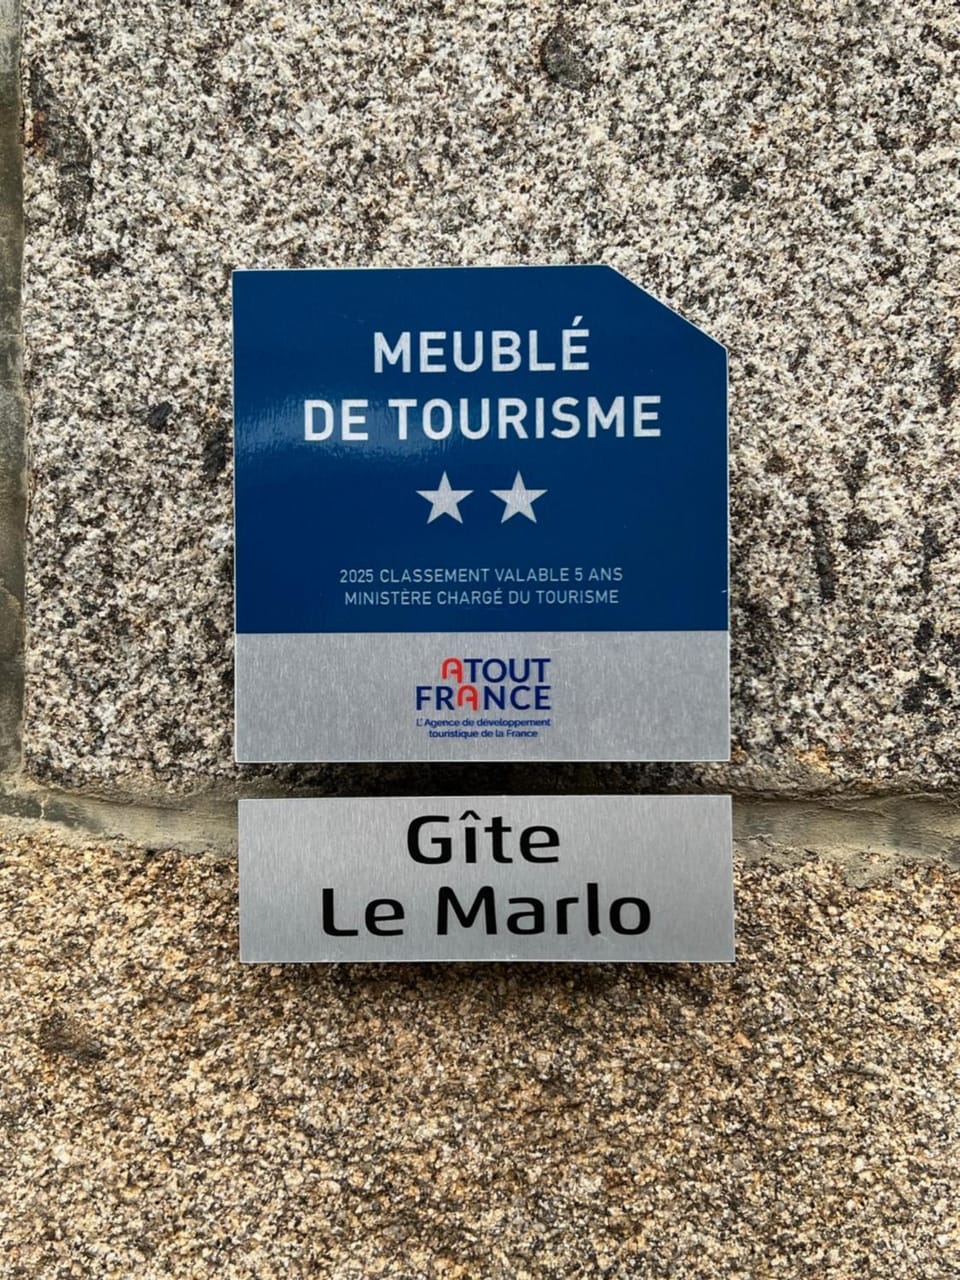 MEUBLÉ
DE TOURISME
★ ★
2025 CLASSEMENT VALABLE 5 ANS
MINISTÈRE CHARGÉ DU TOURISME
ATOUT
FRANCE
L'Agence de développement
touristique de la France
Gîte
Le Marlo